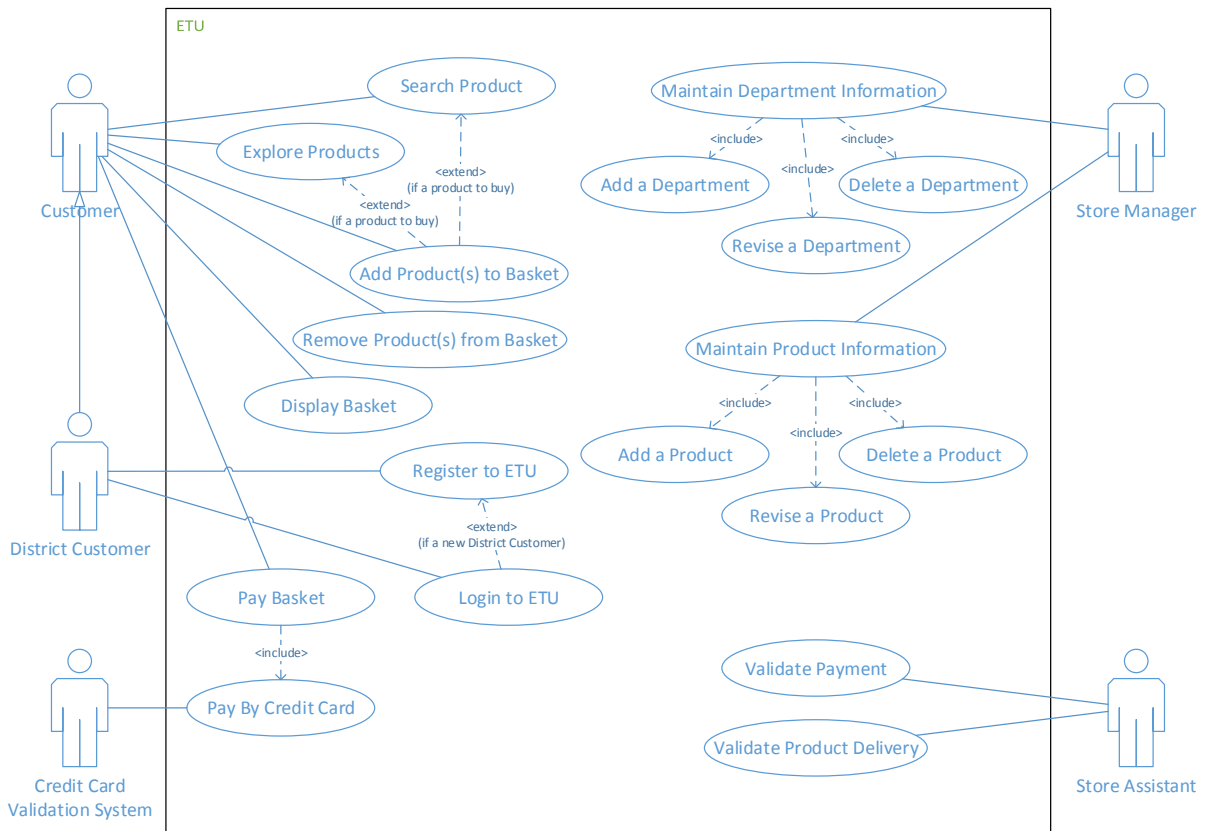 ETU
Search Product
Maintain Department Information
Explore Products
<extend>
(if a product to buy)
<include>
<include>
<include>
Customer
<extend>
(if a product to buy)
Add a Department
Delete a Department
Store Manager
Revise a Department
Add Product(s) to Basket
Remove Product(s) from Basket
Maintain Product Information
Display Basket
<include>
<include>
<include>
Register to ETU
Add a Product
Delete a Product
Revise a Product
<extend>
(if a new District Customer)
District Customer
Pay Basket
Login to ETU
<include>
Validate Payment
Pay By Credit Card
Validate Product Delivery
Credit Card
Validation System
Store Assistant